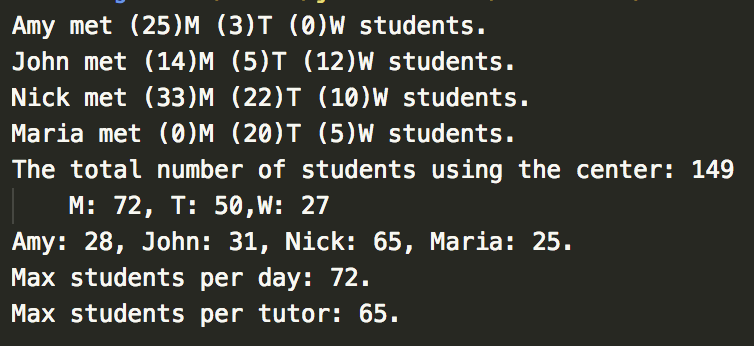 Amy met (25)M (3)T (0)W students.
John met (14)M (5)T (12)W students.
Nick met (33)M (22)T (10)W students.
Maria met (0)M (20)T (5)W students.
The total number of students using the center: 149
M: 72, T: 50,W: 27
Amy: 28, John: 31, Nick: 65, Maria: 25.
Max students per day: 72.
Max students per tutor: 65.